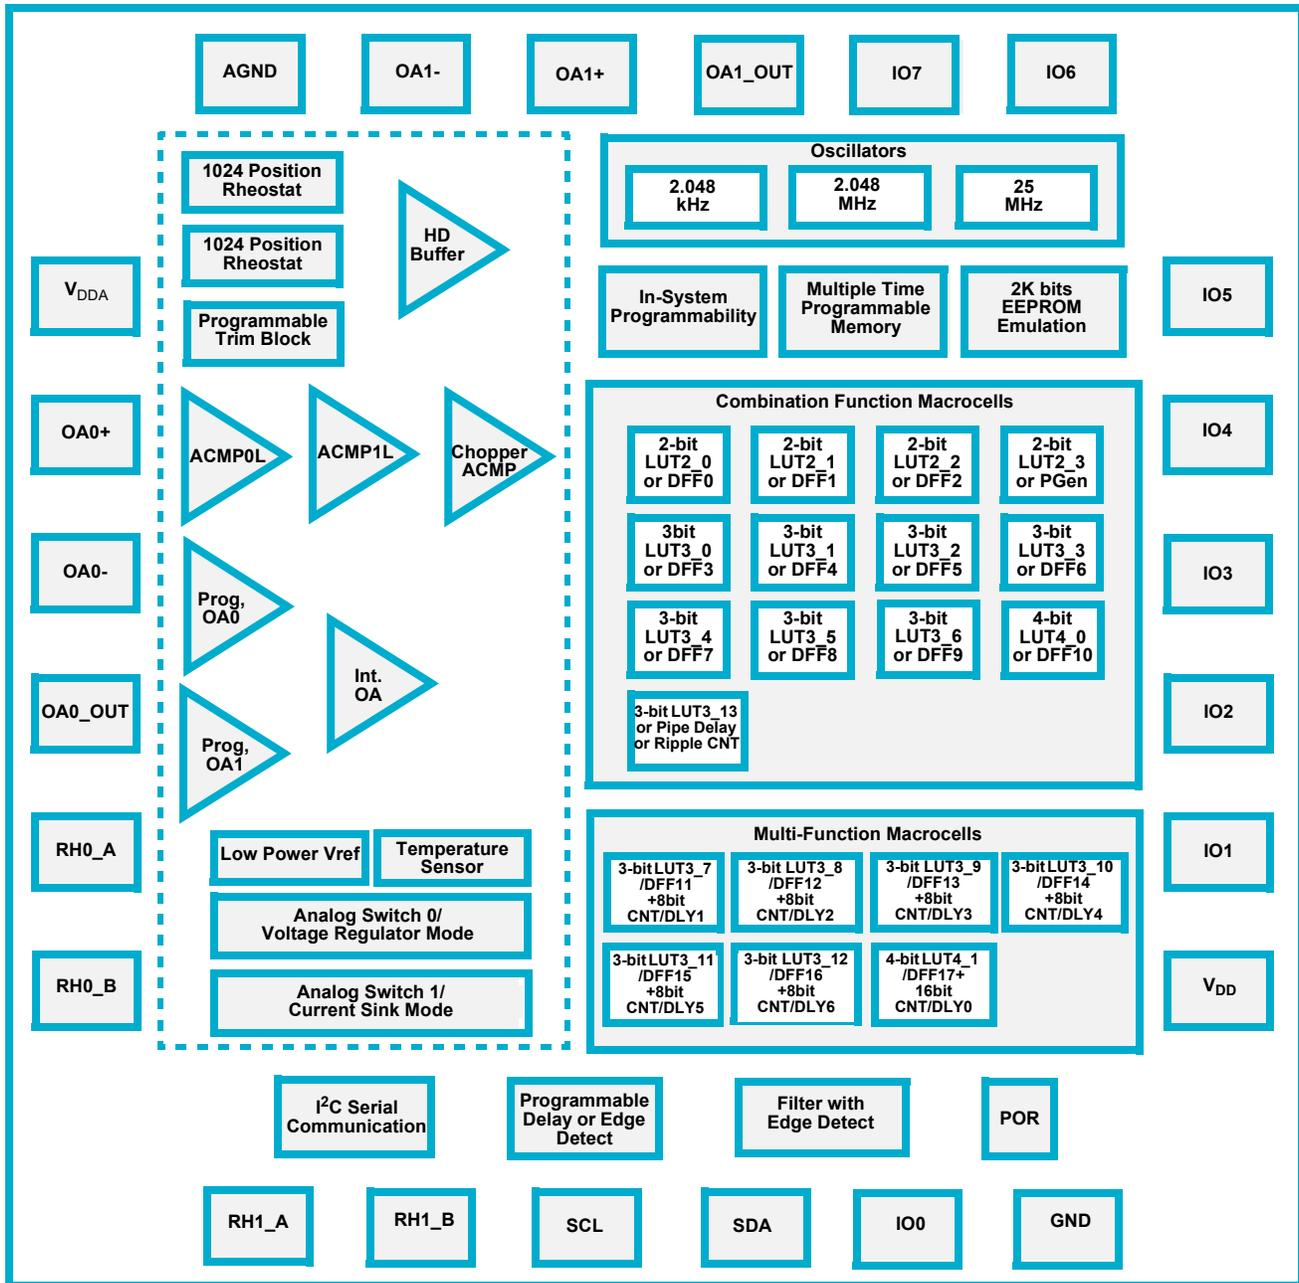 AGND
OA1-
OA1+
OA1_OUT
IO7
IO6
1024 Position
Rheostat
1024 Position
Rheostat
Programmable
Trim Block
HD
Buffer
Oscillators
2.048
kHz
2.048
MHz
25
MHz
In-System
Programmability
Multiple Time
Programmable
Memory
2K bits
EEPROM
Emulation
VDDA
OA0+
OA0-
OA0_OUT
RH0_A
RH0_B
ACMP0L
ACMP1L
Chopper
ACMP
Prog,
OA0
Int.
OA
Prog,
OA1
Low Power Vref
Temperature
Sensor
Analog Switch 0/
Voltage Regulator Mode
Analog Switch 1/
Current Sink Mode
Combination Function Macrocells
2-bit
LUT2_0
or DFF0
2-bit
LUT2_1
or DFF1
2-bit
LUT2_2
or DFF2
2-bit
LUT2_3
or PGen
3bit
LUT3_0
or DFF3
3-bit
LUT3_1
or DFF4
3-bit
LUT3_2
or DFF5
3-bit
LUT3_3
or DFF6
3-bit
LUT3_4
or DFF7
3-bit
LUT3_5
or DFF8
3-bit
LUT3_6
or DFF9
4-bit
LUT4_0
or DFF10
3-bit LUT3_13
or Pipe Delay
or Ripple CNT
Multi-Function Macrocells
3-bit LUT3_7
/DFF11
+8bit
CNT/DLY1
3-bit LUT3_8
/DFF12
+8bit
CNT/DLY2
3-bit LUT3_9
/DFF13
+8bit
CNT/DLY3
3-bit LUT3_10
/DFF14
+8bit
CNT/DLY4
3-bit LUT3_11
/DFF15
+8bit
CNT/DLY5
3-bit LUT3_12
/DFF16
+8bit
CNT/DLY6
4-bit LUT4_1
/DFF17+
16bit
CNT/DLY0
IO5
IO4
IO3
IO2
IO1
VDD
I²C Serial
Communication
Programmable
Delay or Edge
Detect
Filter with
Edge Detect
POR
RH1_A
RH1_B
SCL
SDA
IO0
GND